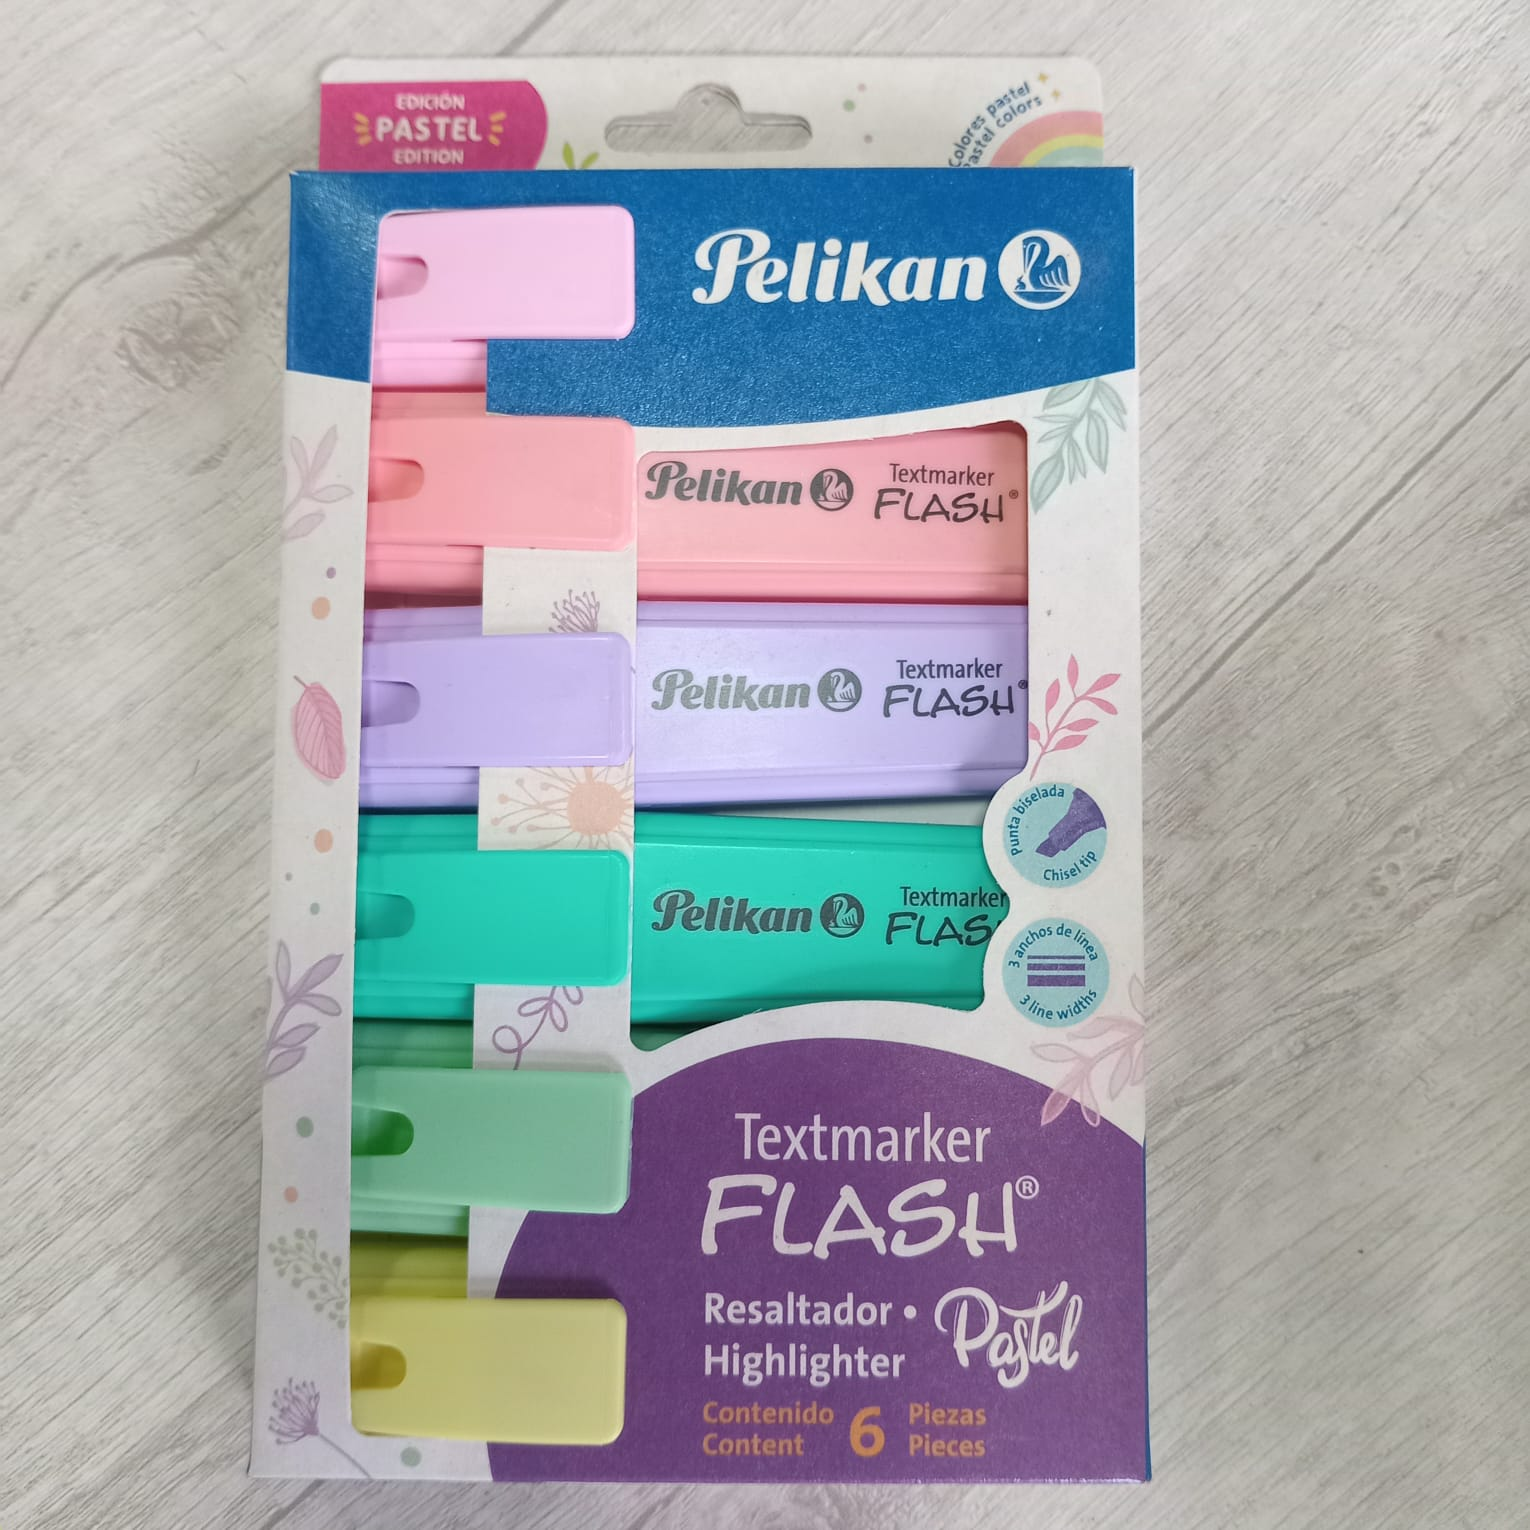 EDICIÓN
PASTEL
EDITION
Colores pastel
Pastel colors
Pelikan
Pelikan Textmarker
FLASH®
Pelikan Textmarker
FLASH®
Punta biselada
Chisel tip
Pelikan Textmarker
FLAS
3 anchos de línea
3 line widths
Textmarker
FLASH®
Resaltador •
Highlighter
Pastel
Contenido 6 Piezas
Content Pieces